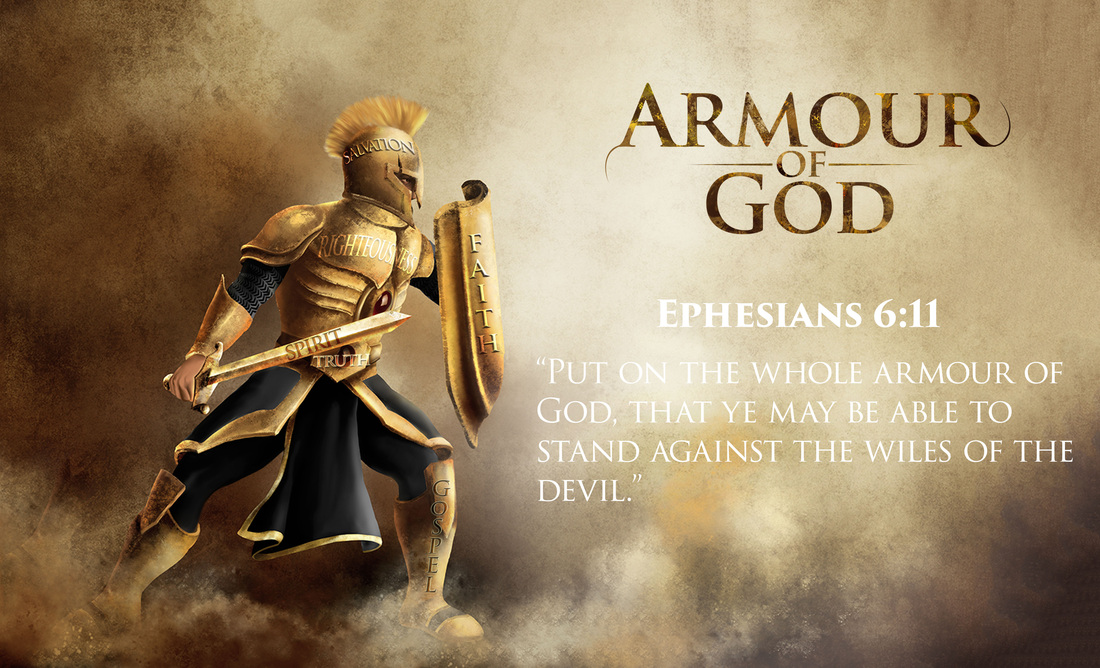 SALVATION
RIGHTEOUSNESS
FAITH
SPIRIT
TRUTH
GOSPEL
ARMOUR
OF
GOD
EPHESIANS 6:11
“PUT ON THE WHOLE ARMOUR OF
GOD, THAT YE MAY BE ABLE TO
STAND AGAINST THE WILES OF THE
DEVIL.”